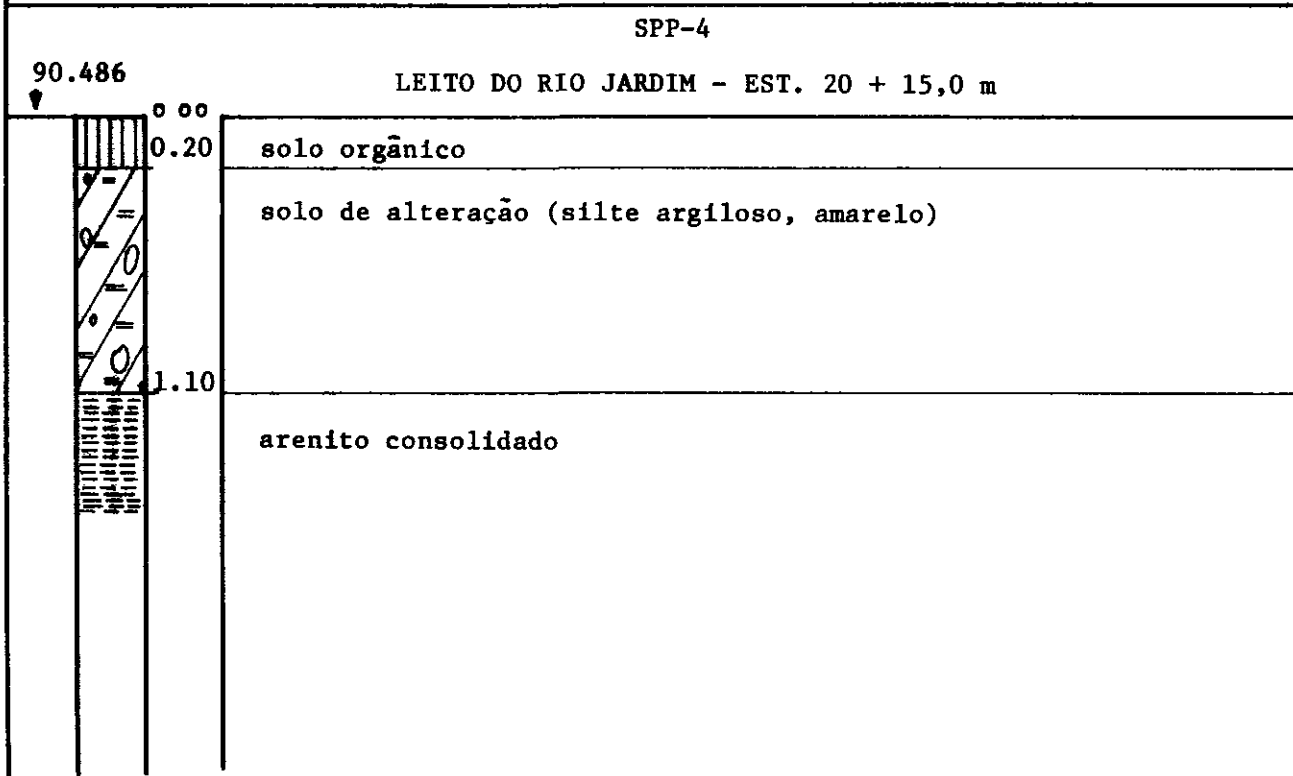 SPP-4
90.486
LEITO DO RIO JARDIM - EST. 20 + 15,0 m
0 00
0.20 solo orgânico
solo de alteração (silte argiloso, amarelo)
1.10
arenito consolidado